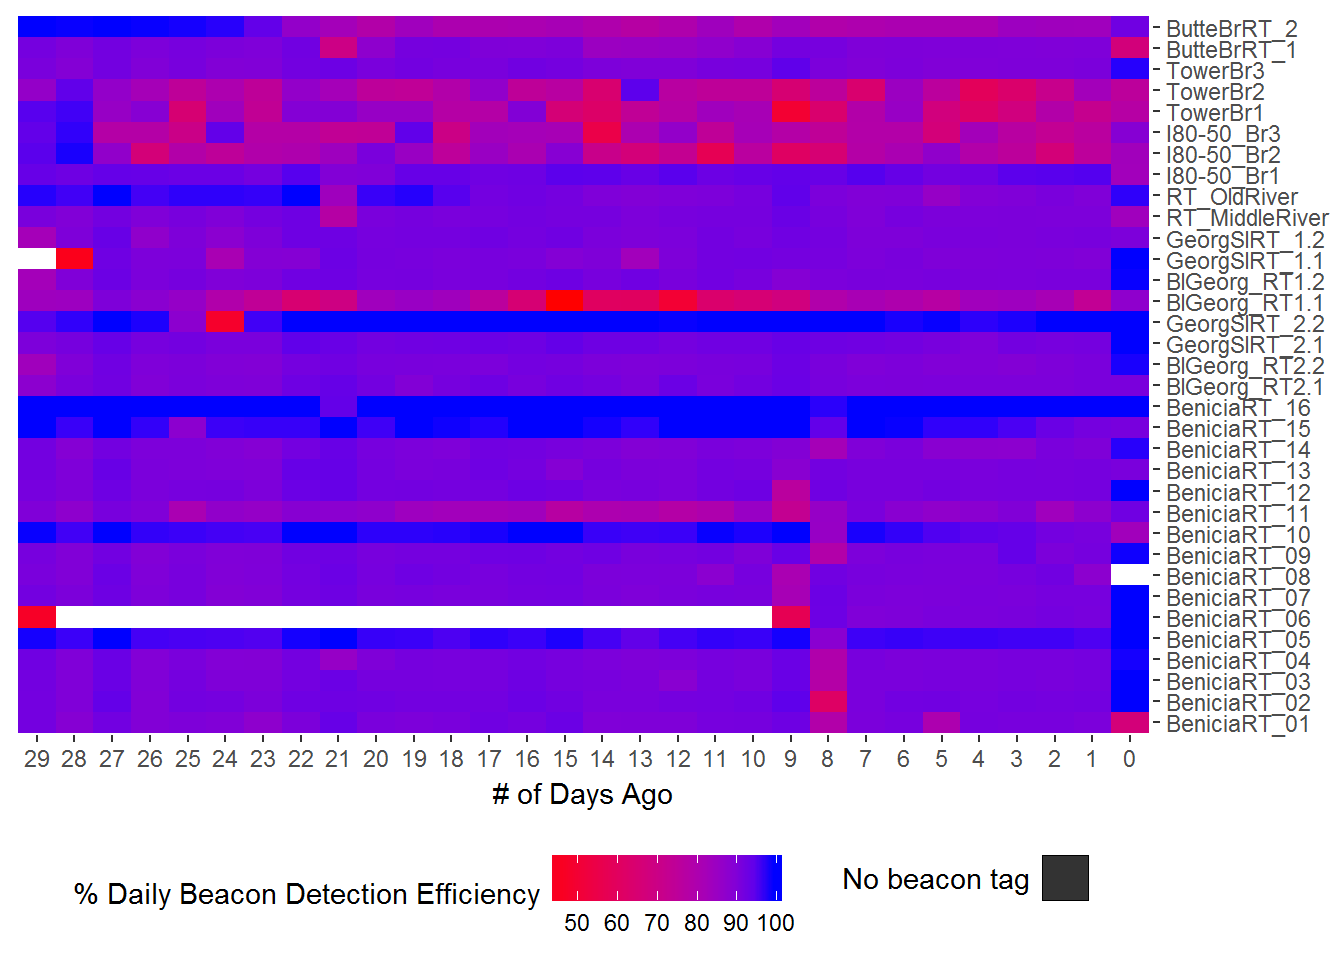 ButteBrRT_2
ButteBrRT_1
TowerBr3
TowerBr2
TowerBr1
I80-50_Br3
I80-50_Br2
I80-50_Br1
RT_OldRiver
RT_MiddleRiver
GeorgSlRT_1.2
GeorgSlRT_1.1
BlGeorg_RT1.2
BlGeorg_RT1.1
GeorgSlRT_2.2
GeorgSlRT_2.1
BlGeorg_RT2.2
BlGeorg_RT2.1
BeniciaRT_16
BeniciaRT_15
BeniciaRT_14
BeniciaRT_13
BeniciaRT_12
BeniciaRT_11
BeniciaRT_10
BeniciaRT_09
BeniciaRT_08
BeniciaRT_07
BeniciaRT_06
BeniciaRT_05
BeniciaRT_04
BeniciaRT_03
BeniciaRT_02
BeniciaRT_01
29 28 27 26 25 24 23 22 21 20 19 18 17 16 15 14 13 12 11 10 9 8 7 6 5 4 3 2 1 0
# of Days Ago
% Daily Beacon Detection Efficiency
50 60 70 80 90 100
No beacon tag